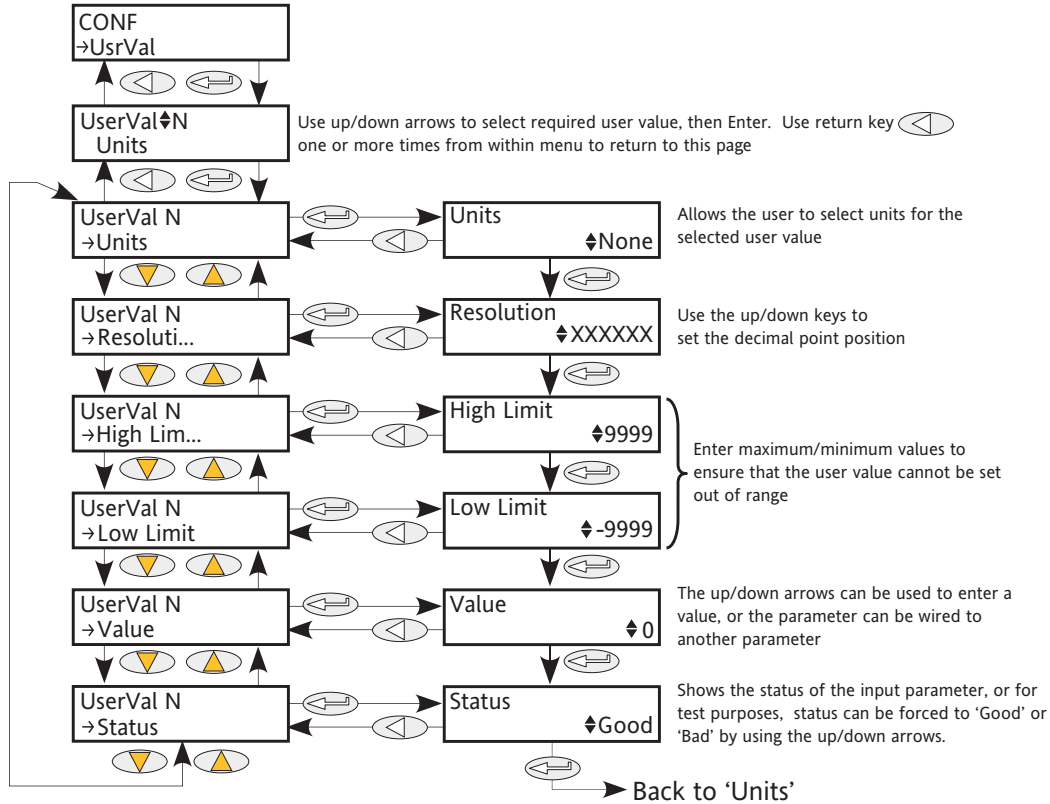 CONF
→UsrVal
UserVal♦N
Units
Use up/down arrows to select required user value, then Enter. Use return key
one or more times from within menu to return to this page
UserVal N
→Units
Units
♦None
Allows the user to select units for the
selected user value
UserVal N
→Resoluti...
Resolution
♦XXXXXX
Use the up/down keys to
set the decimal point position
UserVal N
→High Lim...
High Limit
♦9999
Enter maximum/minimum values to
ensure that the user value cannot be set
out of range
UserVal N
→Low Limit
Low Limit
♦-9999
UserVal N
→Value
Value
♦0
The up/down arrows can be used to enter a
value, or the parameter can be wired to
another parameter
UserVal N
→Status
Status
♦Good
Shows the status of the input parameter, or for
test purposes, status can be forced to ‘Good’ or
‘Bad’ by using the up/down arrows.
Back to ‘Units’